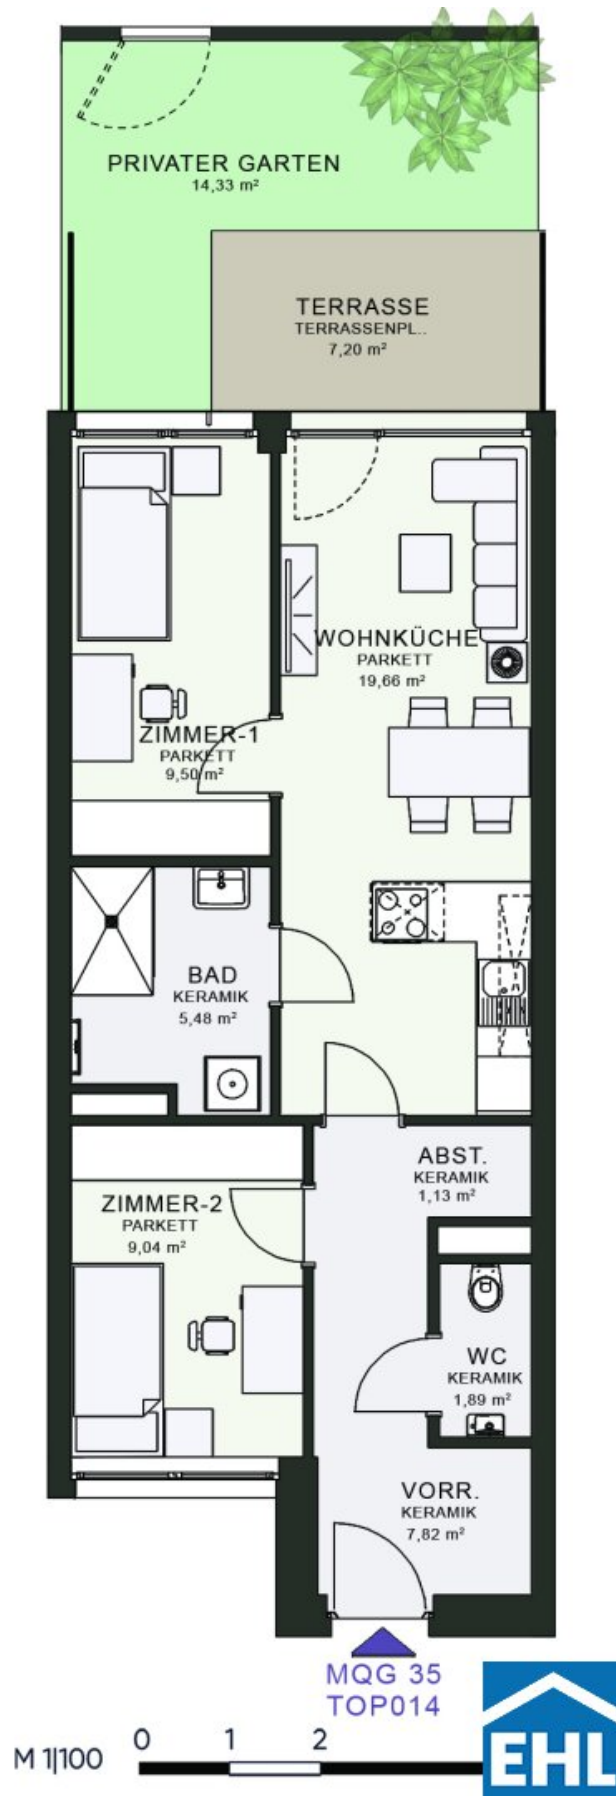 PRIVATER GARTEN
14,33 m²
TERRASSE
TERRASSENPL..
7,20 m²
WOHNKÜCHE
PARKETT
19,66 m²
ZIMMER-1
PARKETT
9,50 m²
BAD
KERAMIK
5,48 m²
ABST.
KERAMIK
1,13 m²
ZIMMER-2
PARKETT
9,04 m²
WC
KERAMIK
1,89 m²
VORR.
KERAMIK
7,82 m²
MQG 35
TOP014
M 1|100 0 1 2
EHL